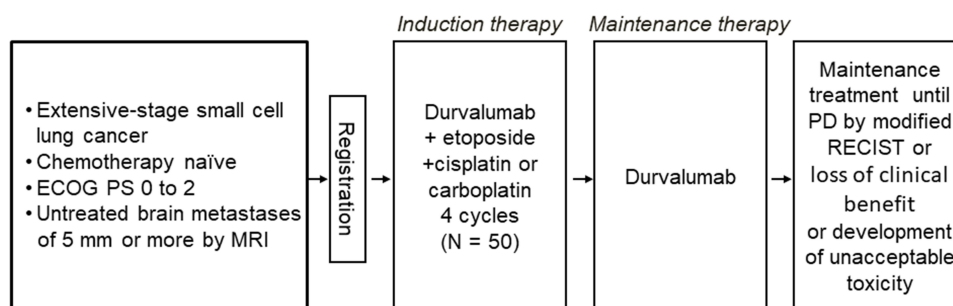 Induction therapy
Maintenance therapy
• Extensive-stage small cell
lung cancer
• Chemotherapy naïve
• ECOG PS 0 to 2
• Untreated brain metastases
of 5 mm or more by MRI
Registration
Durvalumab
+ etoposide
+cisplatin or
carboplatin
4 cycles
(N = 50)
Durvalumab
Maintenance
treatment until
PD by modified
RECIST or
loss of clinical
benefit
or development
of unacceptable
toxicity